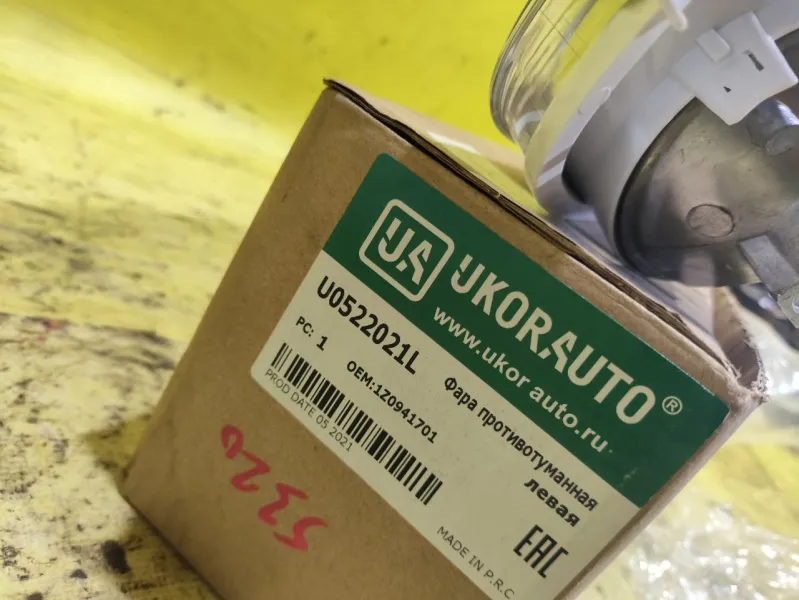 UA UKORAUTO®
www.ukor auto.ru
U0522021L
Фара противотуманная
левая
PC: 1
OEM:1Z0941701
PROD DATE 05 2021
EAC
MADE IN P.R.C.
5320